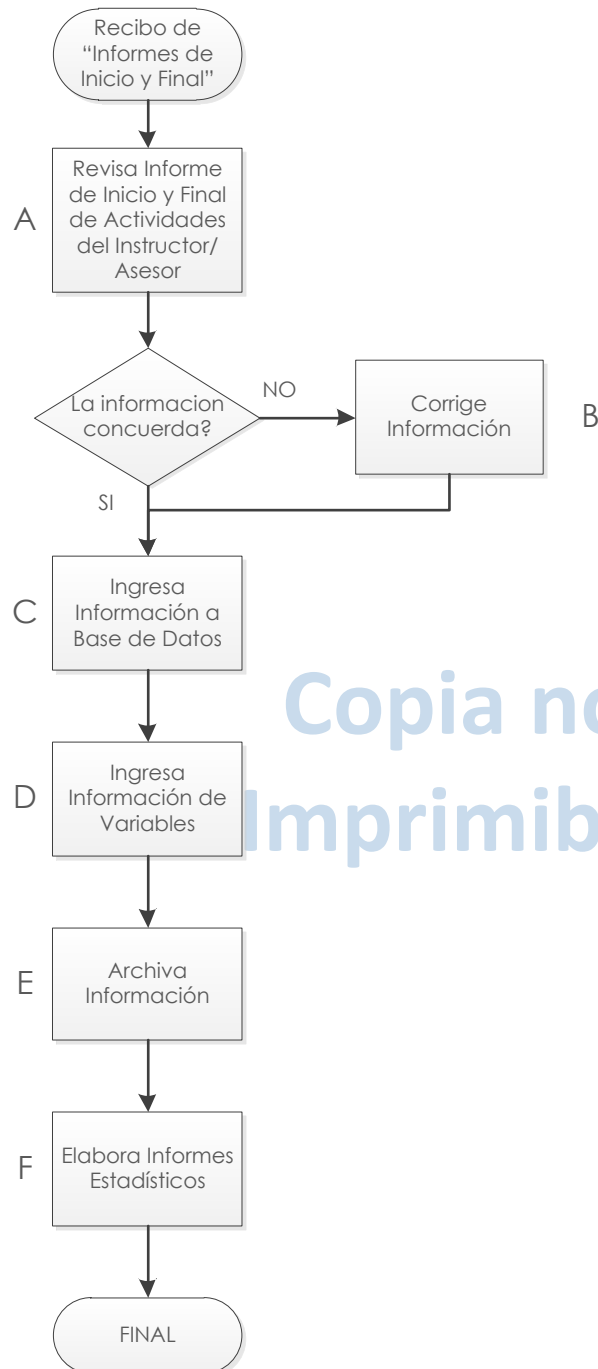 Recibo de
“Informes de
Inicio y Final”
A
Revisa Informe
de Inicio y Final
de Actividades
del Instructor/
Asesor
La informacion
concuerda?
NO
Corrige
Información
B
SI
C
Ingresa
Información a
Base de Datos
Copia no
D
Ingresa
Información de
Variables
Imprimib
E
Archiva
Información
F
Elabora Informes
Estadísticos
FINAL